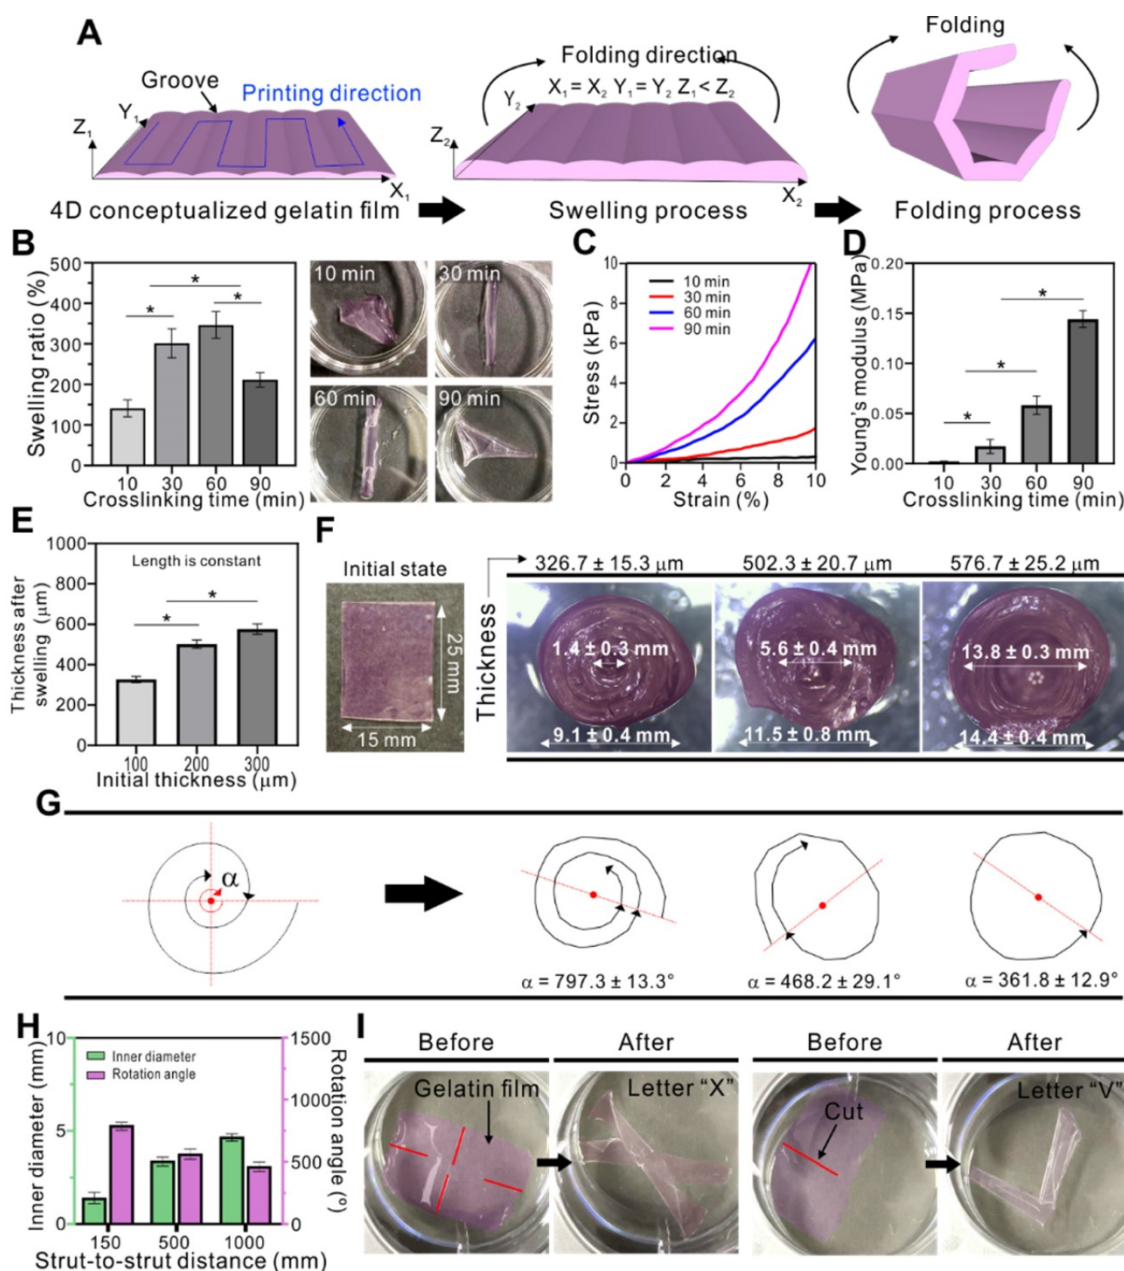 A
Groove
Printing direction
Y1
Z1
X1
4D conceptualized gelatin film
Folding direction
X1 = X2 Y1 = Y2 Z1 < Z2
Y2
Z2
X2
Swelling process
Folding
Folding process
B
Swelling ratio (%)
500
400
300
200
100
0
* * *
10 30 60 90
Crosslinking time (min)
10 min
30 min
60 min
90 min
C
Stress (kPa)
10
8
6
4
2
0
10 min
30 min
60 min
90 min
0 2 4 6 8 10
Strain (%)
D
Young's modulus (MPa)
0.20
0.15
0.10
0.05
0.00
* * *
10 30 60 90
Crosslinking time (min)
E
Thickness after
swelling (μm)
1000
800
600
400
200
0
Length is constant
* *
100 200 300
Initial thickness (μm)
F
Initial state
25 mm
15 mm
Thickness
326.7 ± 15.3 μm
502.3 ± 20.7 μm
576.7 ± 25.2 μm
1.4 ± 0.3 mm
5.6 ± 0.4 mm
13.8 ± 0.3 mm
9.1 ± 0.4 mm
11.5 ± 0.8 mm
14.4 ± 0.4 mm
G
α
α = 797.3 ± 13.3°
α = 468.2 ± 29.1°
α = 361.8 ± 12.9°
H
Inner diameter (mm)
10
5
0
Inner diameter
Rotation angle
1500
1000
500
0
Rotation angle (°)
150 500 1000
Strut-to-strut distance (mm)
I
Before
After
Before
After
Gelatin film
Letter “X”
Cut
Letter “V”